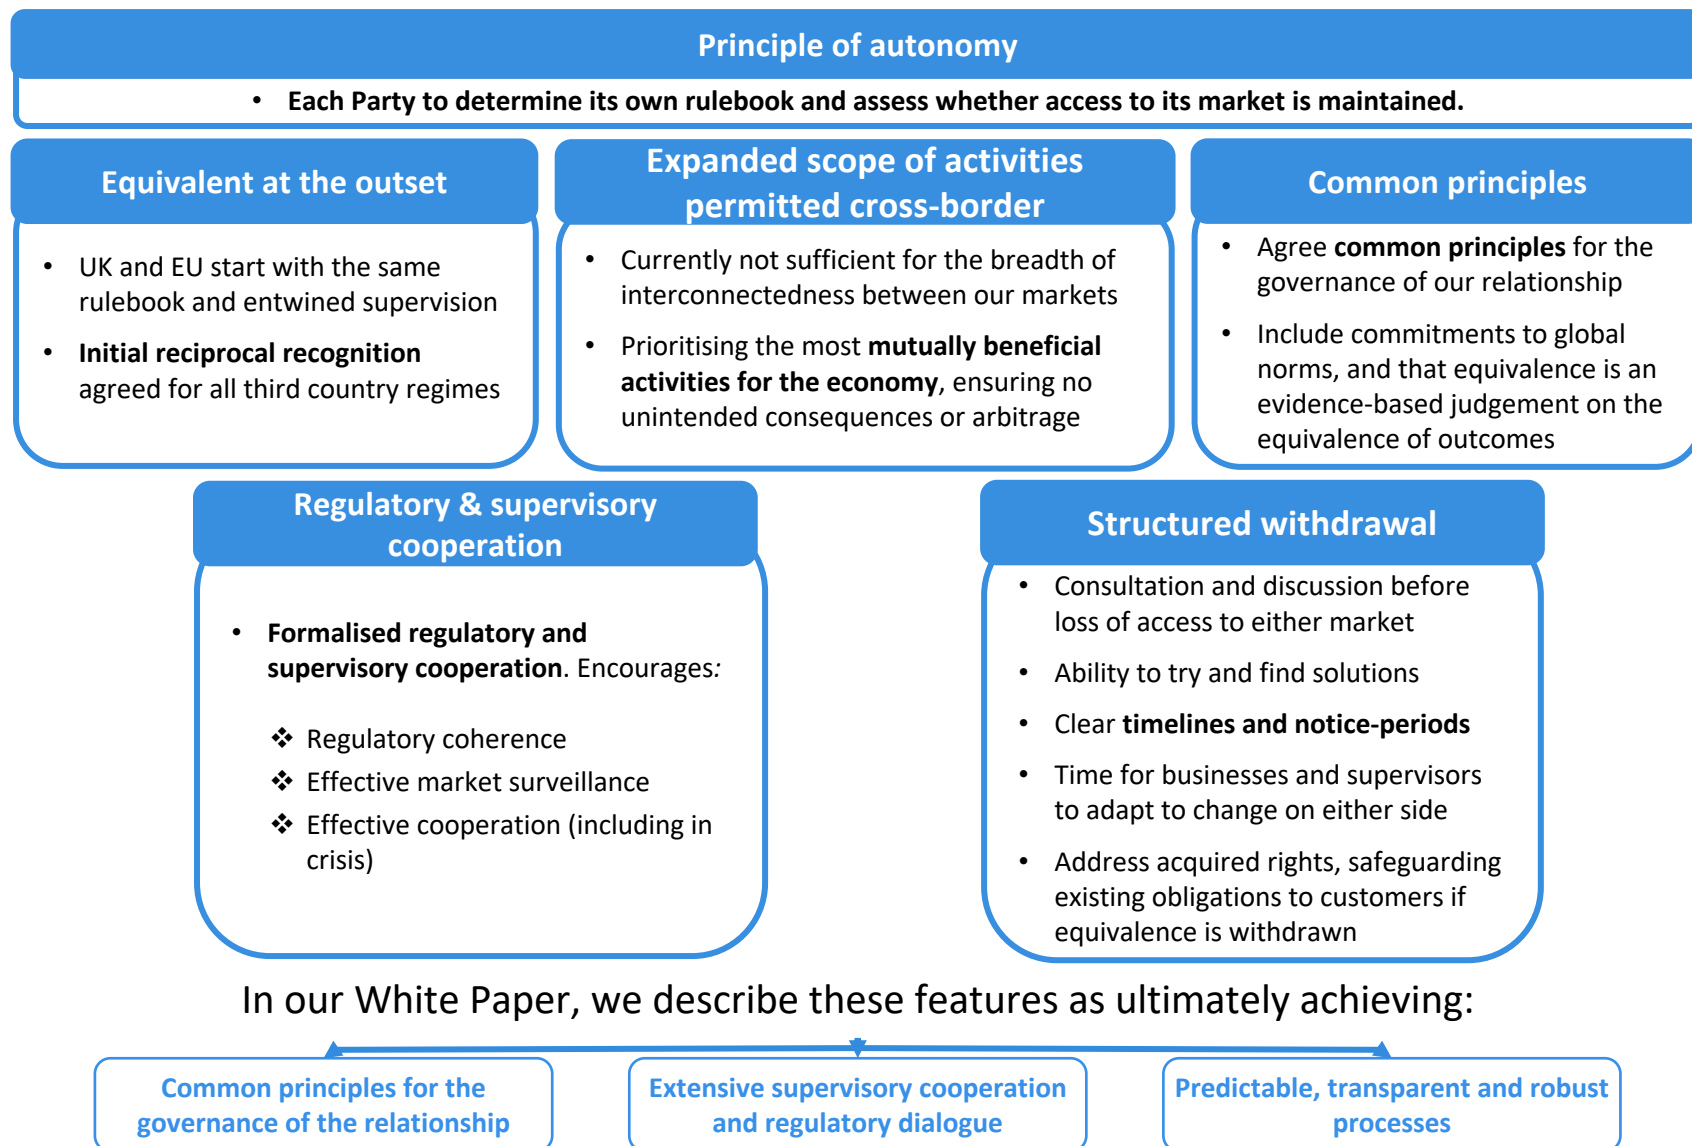 Principle of autonomy
• Each Party to determine its own rulebook and assess whether access to its market is maintained.
Equivalent at the outset
• UK and EU start with the same
rulebook and entwined supervision
• Initial reciprocal recognition
agreed for all third country regimes
Expanded scope of activities
permitted cross-border
• Currently not sufficient for the breadth of
interconnectedness between our markets
• Prioritising the most mutually beneficial
activities for the economy, ensuring no
unintended consequences or arbitrage
Common principles
• Agree common principles for the
governance of our relationship
• Include commitments to global
norms, and that equivalence is an
evidence-based judgement on the
equivalence of outcomes
Regulatory & supervisory
cooperation
• Formalised regulatory and
supervisory cooperation. Encourages:
❖ Regulatory coherence
❖ Effective market surveillance
❖ Effective cooperation (including in
crisis)
Structured withdrawal
• Consultation and discussion before
loss of access to either market
• Ability to try and find solutions
• Clear timelines and notice-periods
• Time for businesses and supervisors
to adapt to change on either side
• Address acquired rights, safeguarding
existing obligations to customers if
equivalence is withdrawn
In our White Paper, we describe these features as ultimately achieving:
Common principles for the
governance of the relationship
Extensive supervisory cooperation
and regulatory dialogue
Predictable, transparent and robust
processes